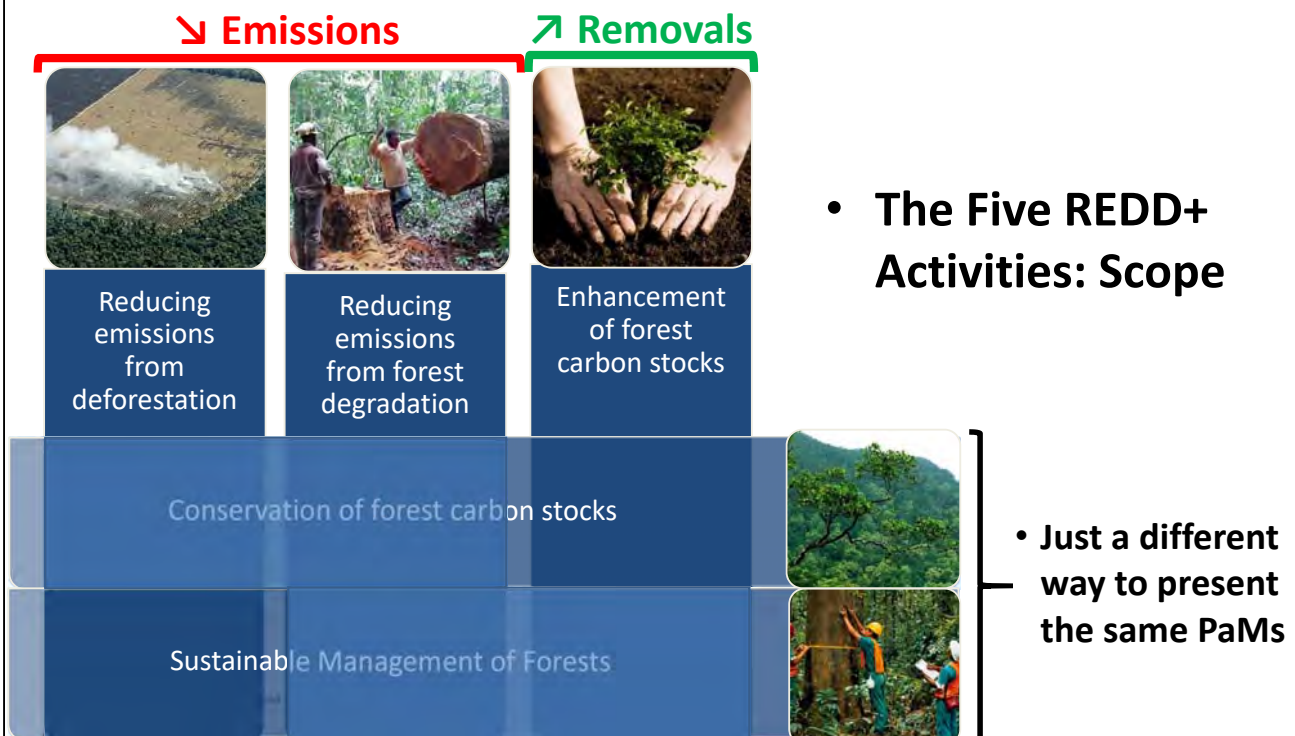 ↘ Emissions
↗ Removals
Reducing
emissions
from
deforestation
Reducing
emissions
from forest
degradation
Enhancement
of forest
carbon stocks
• The Five REDD+
Activities: Scope
Conservation of forest carbon stocks
Sustainable Management of Forests
• Just a different
way to present
the same PaMs